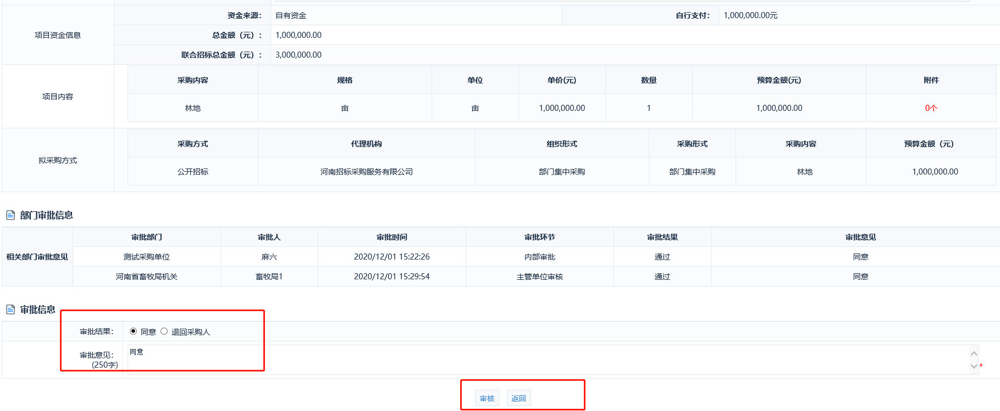 资金来源： 自有资金 自行支付： 1,000,000.00元
项目资金信息 总金额（元）： 1,000,000.00
联合招标总金额（元）： 3,000,000.00
采购内容 规格 单位 单价(元) 数量 预算金额(元) 附件
项目内容
林地 亩 亩 1,000,000.00 1 1,000,000.00 0个
采购方式 代理机构 组织形式 采购形式 采购内容 预算金额（元）
拟采购方式
公开招标 河南招标采购服务有限公司 部门集中采购 部门集中采购 林地 1,000,000.00
部门审批信息
审批部门 审批人 审批时间 审批环节 审批结果 审批意见
相关部门审批意见 测试采购单位 麻六 2020/12/01 15:22:26 内部审批 通过 同意
河南省畜牧局机关 畜牧局1 2020/12/01 15:29:54 主管单位审核 通过 同意
审批信息
审批结果： 同意 退回采购人
审批意见： 同意
(250字) *
审核 返回